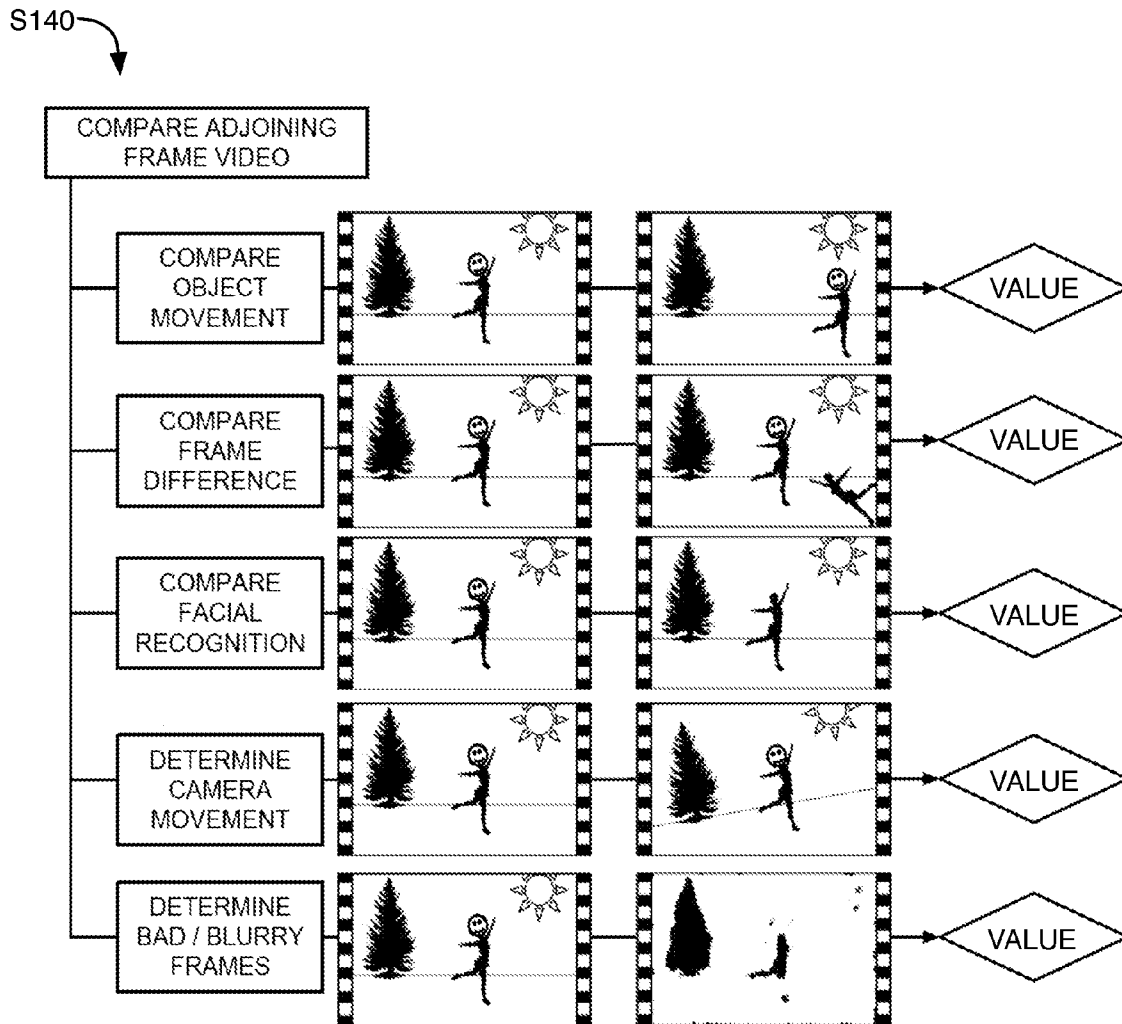 S140
COMPARE ADJOINING
FRAME VIDEO
COMPARE
OBJECT
MOVEMENT
VALUE
COMPARE
FRAME
DIFFERENCE
VALUE
COMPARE
FACIAL
RECOGNITION
VALUE
DETERMINE
CAMERA
MOVEMENT
VALUE
DETERMINE
BAD / BLURRY
FRAMES
VALUE